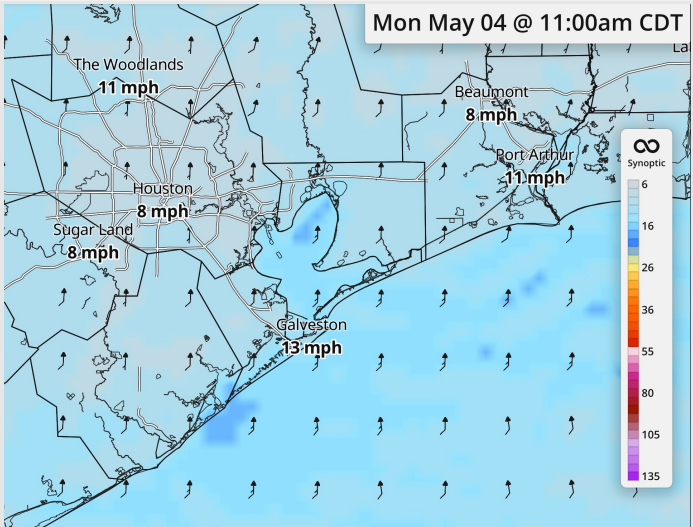 Mon May 04 @ 11:00am CDT
La
The Woodlands
11 mph
Beaumont
8 mph
Port Arthur
11 mph
Houston
8 mph
Sugar Land
8 mph
Galveston
13 mph
Synoptic
6
16
26
36
55
80
105
135